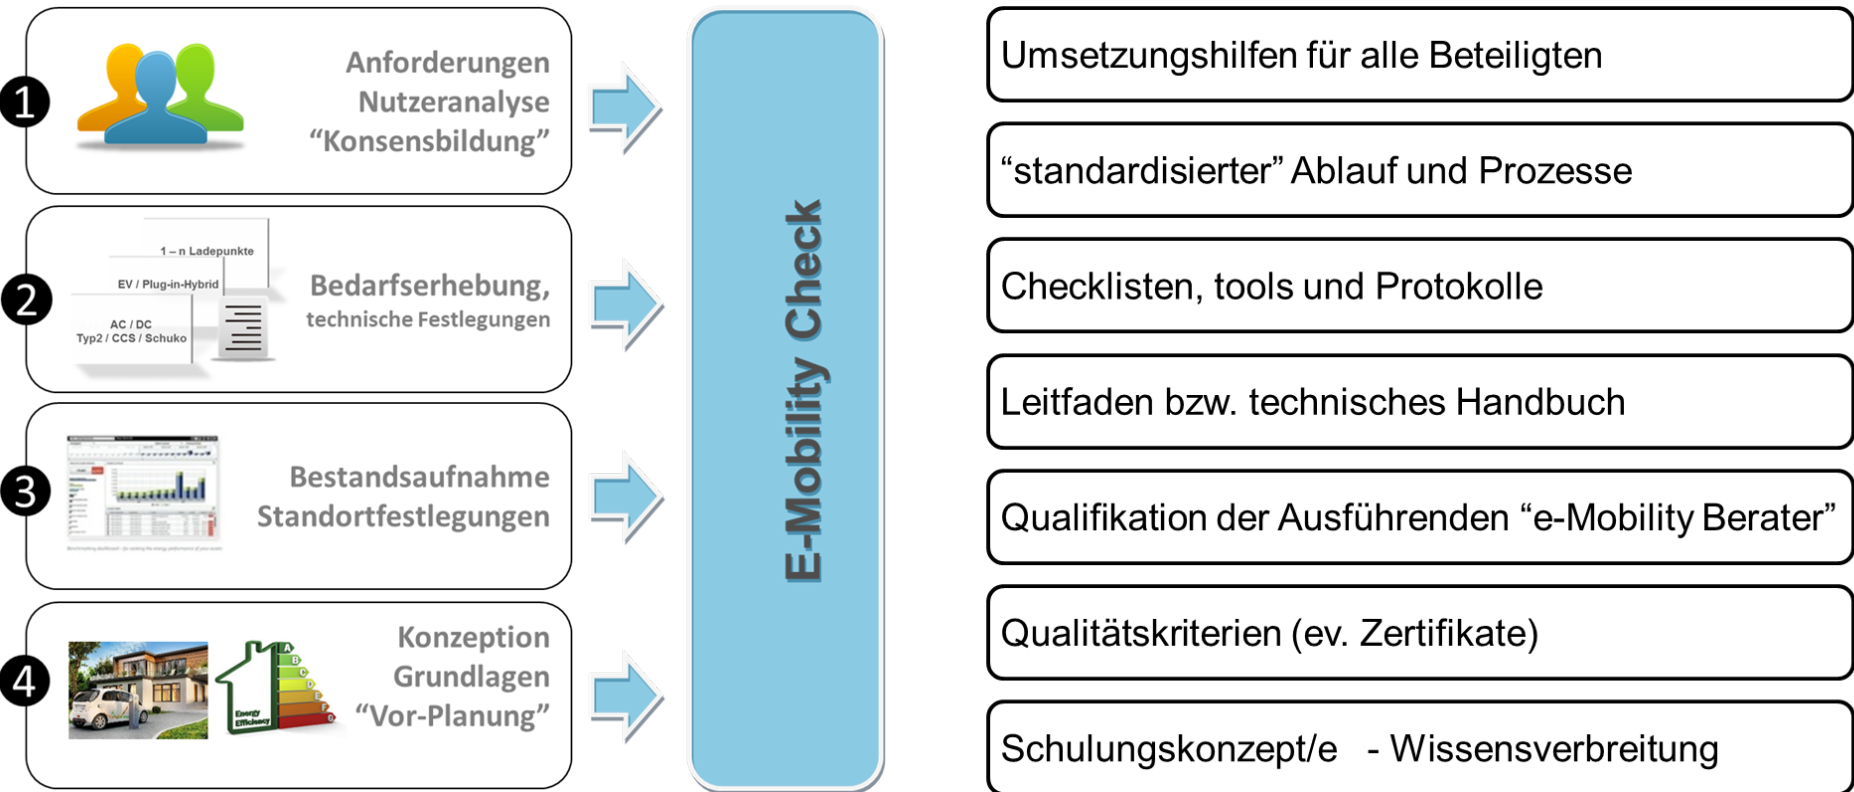 1
Anforderungen
Nutzeranalyse
“Konsensbildung”
2
1 – n Ladepunkte
EV / Plug-in-Hybrid
AC / DC
Typ2 / CCS / Schuko
Bedarfserhebung,
technische Festlegungen
3
Bestandsaufnahme
Standortfestlegungen
4
A
B
C
D
E
F
G
Energy
Efficiency
Konzeption
Grundlagen
“Vor-Planung”
E-Mobility Check
Umsetzungshilfen für alle Beteiligten
“standardisierter” Ablauf und Prozesse
Checklisten, tools und Protokolle
Leitfaden bzw. technisches Handbuch
Qualifikation der Ausführenden “e-Mobility Berater”
Qualitätskriterien (ev. Zertifikate)
Schulungskonzept/e - Wissensverbreitung